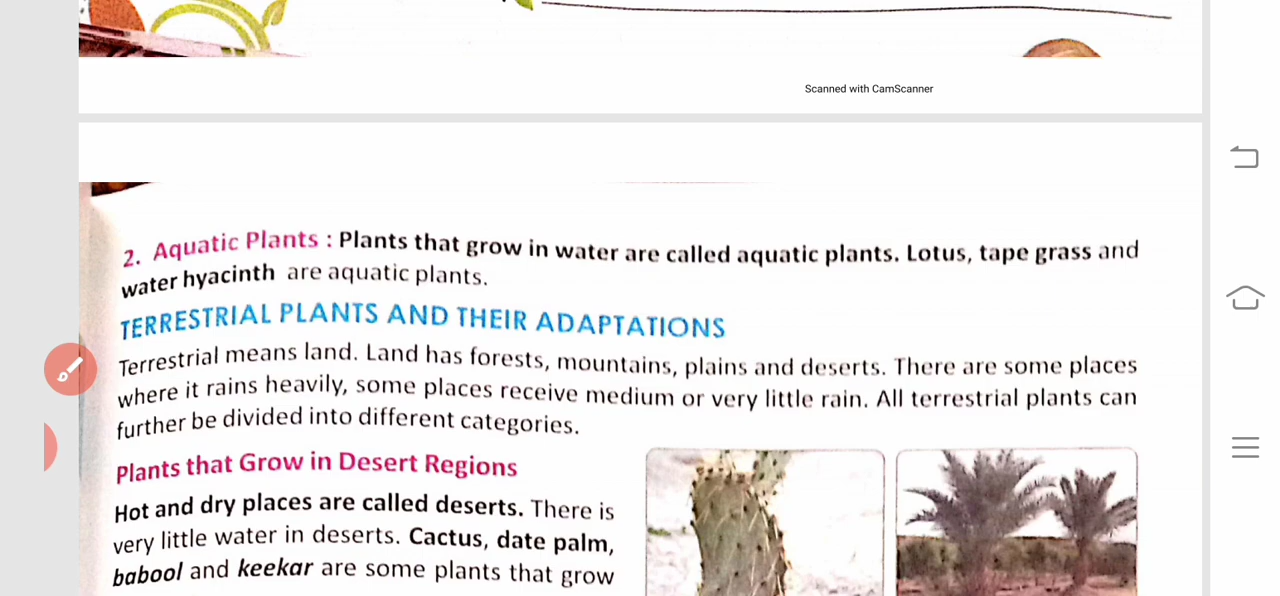 Scanned with CamScanner
2. Aquatic Plants : Plants that grow in water are called aquatic plants. Lotus, tape grass and
water hyacinth are aquatic plants.
TERRESTRIAL PLANTS AND THEIR ADAPTATIONS
Terrestrial means land. Land has forests, mountains, plains and deserts. There are some places
where it rains heavily, some places receive medium or very little rain. All terrestrial plants can
further be divided into different categories.
Plants that Grow in Desert Regions
Hot and dry places are called deserts. There is
very little water in deserts. Cactus, date palm,
babool and keekar are some plants that grow